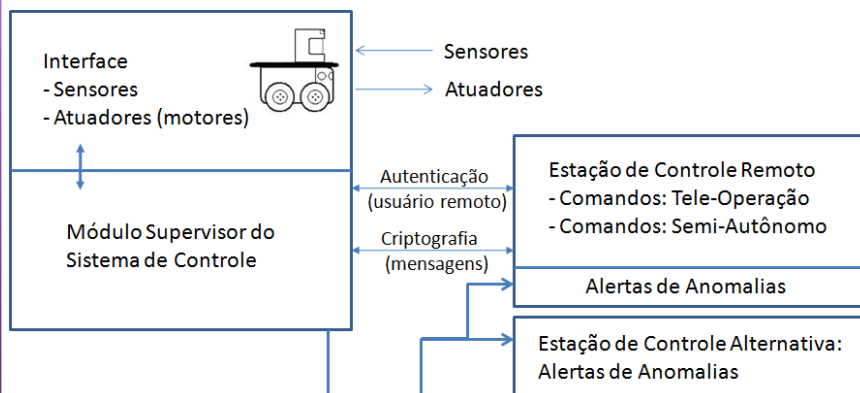 Interface
- Sensores
- Atuadores (motores)
Sensores
Atuadores
Módulo Supervisor do
Sistema de Controle
Autenticação
(usuário remoto)
Criptografia
(mensagens)
Estação de Controle Remoto
- Comandos: Tele-Operação
- Comandos: Semi-Autônomo
Alertas de Anomalias
Estação de Controle Alternativa:
Alertas de Anomalias